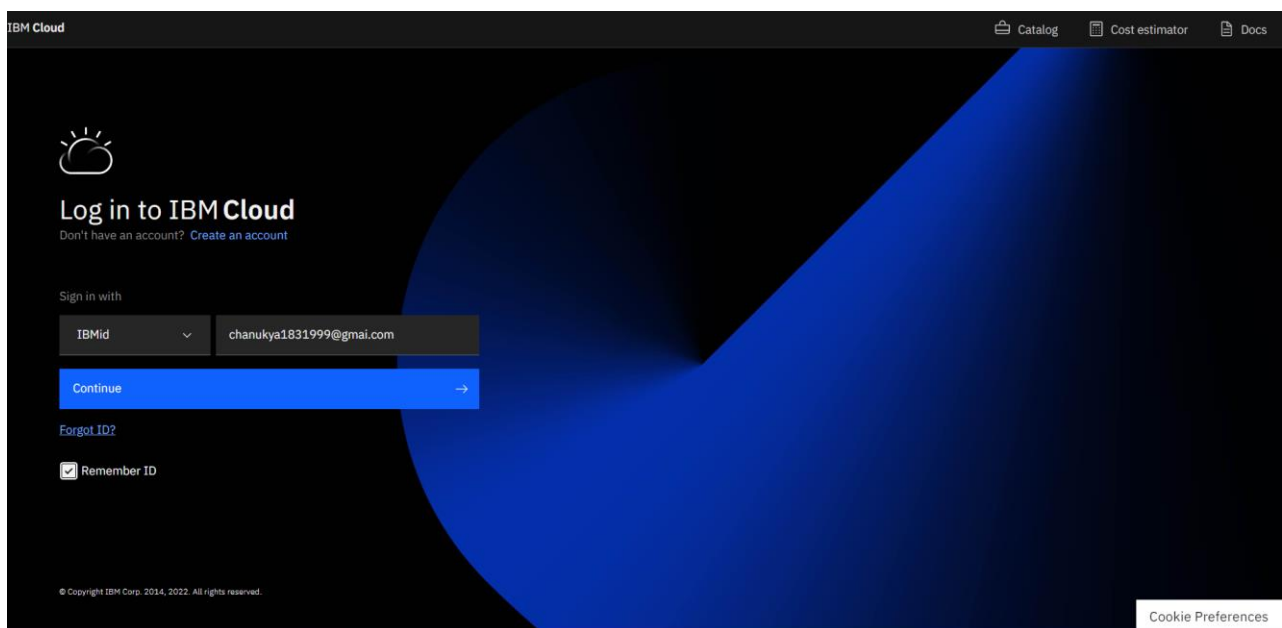 IBM Cloud
Catalog
Cost estimator
Docs
Log in to IBM Cloud
Don't have an account? Create an account
Sign in with
IBMid
chanukya1831999@gmai.com
Continue
Forgot ID?
Remember ID
© Copyright IBM Corp. 2014, 2022. All rights reserved.
Cookie Preferences